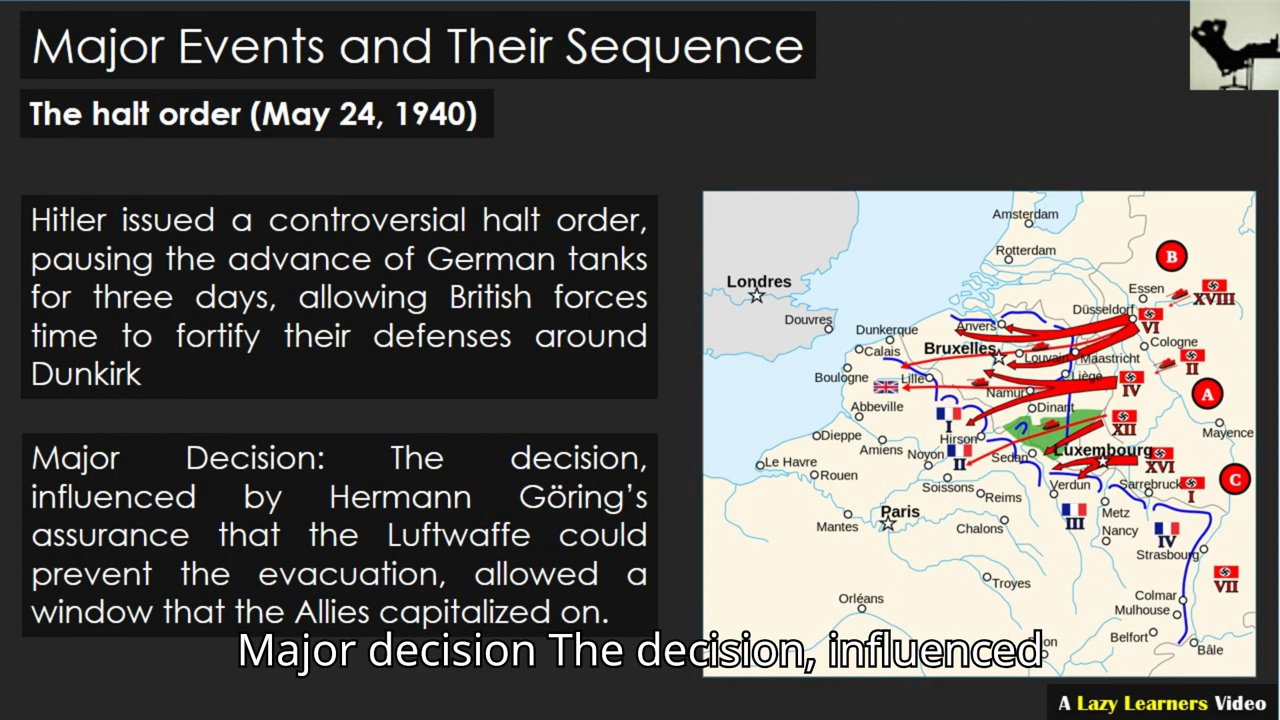 Major Events and Their Sequence
The halt order (May 24, 1940)
Hitler issued a controversial halt order,
pausing the advance of German tanks
for three days, allowing British forces
time to fortify their defenses around
Dunkirk
Major Decision: The decision,
influenced by Hermann Göring’s
assurance that the Luftwaffe could
prevent the evacuation, allowed a
window that the Allies capitalized on.
Amsterdam
Rotterdam
B
Londres
Essen
XVIII
Düsseldorf
Douvres
Anvers
VI
Dunkerque
Cologne
Calais
Bruxelles
Louvain
Maastricht
II
Boulogne
Lille
Liège
IV
Namur
A
Abbeville
Dinant
I
XII
Mayence
Dieppe
Hirson
Amiens
Noyon
Sedan
Luxembourg
Le Havre
II
XVI
Rouen
Soissons
Verdun
Sarrebruck
C
Reims
I
Paris
Metz
Mantes
Chalons
III
Nancy
IV
Strasbourg
Troyes
VII
Orléans
Colmar
Mulhouse
Belfort
Bâle
Major decision The decision, influenced
A Lazy Learners Video